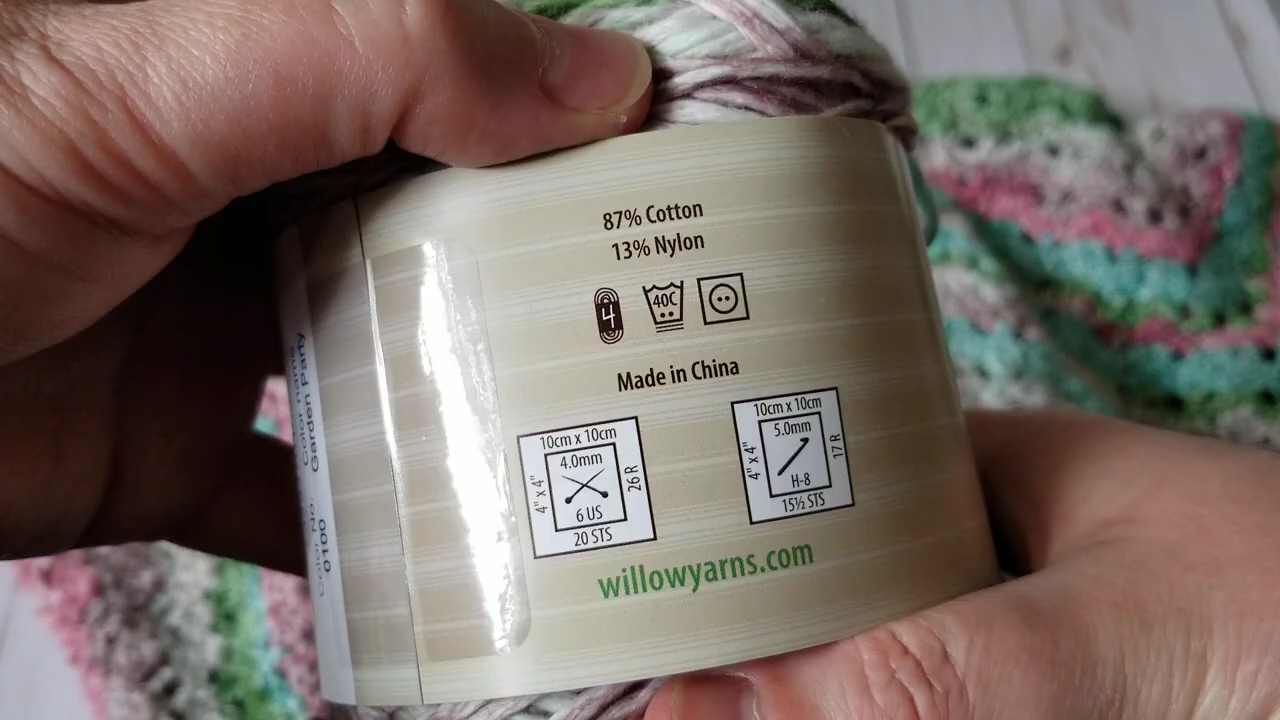 87% Cotton
13% Nylon
4
40C
Made in China
10cm x 10cm
4" x 4"
4.0mm
6 US
26 R
20 STS
10cm x 10cm
4" x 4"
5.0mm
H-8
17 R
15½ STS
willowyarns.com
Color name
Garden Party
Color No.
0100